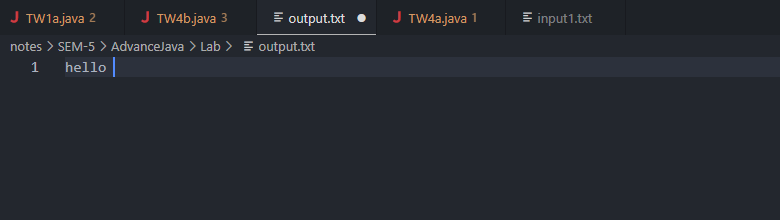 TW1a.java 2 TW4b.java 3 output.txt TW4a.java 1 input1.txt
notes > SEM-5 > AdvanceJava > Lab > output.txt
1 hello